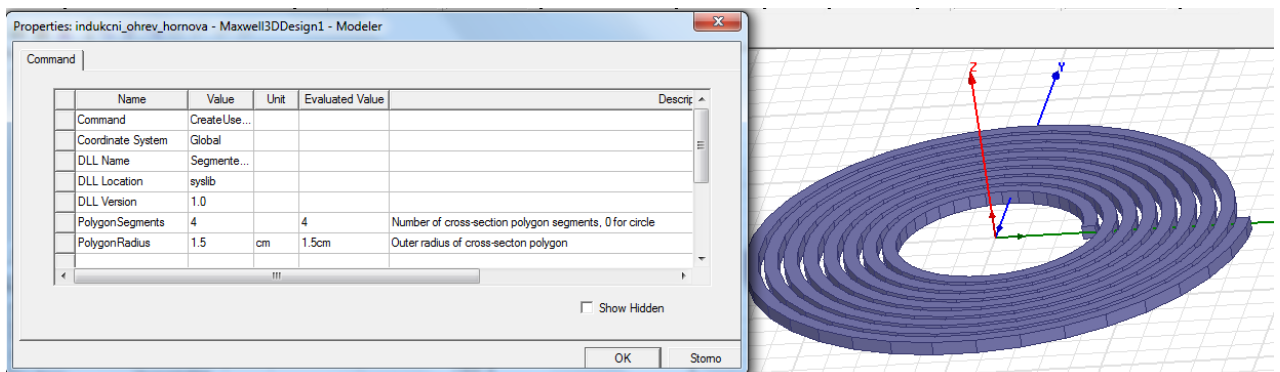 Properties: indukcni_ohrev_hornova - Maxwell3DDesign1 - Modeler
Command
Name Value Unit Evaluated Value Descrip
Command CreateUse...
Coordinate System Global
DLL Name Segmente...
DLL Location syslib
DLL Version 1.0
PolygonSegments 4 4 Number of cross-section polygon segments, 0 for circle
PolygonRadius 1.5 cm 1.5cm Outer radius of cross-secton polygon
Show Hidden
OK Storno
Z Y